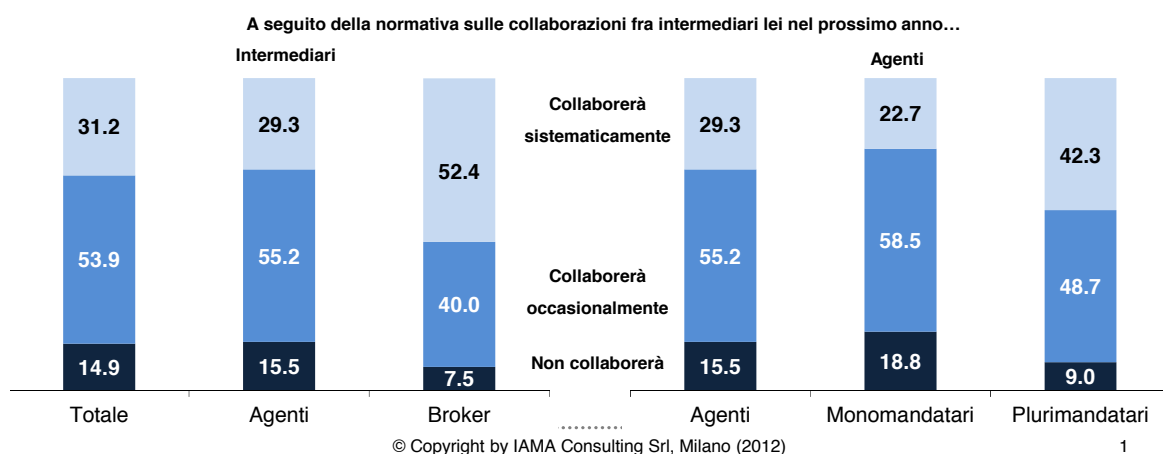 A seguito della normativa sulle collaborazioni fra intermediari lei nel prossimo anno…
Intermediari
Agenti
31.2
29.3
52.4
53.9
55.2
40.0
14.9
15.5
7.5
Totale
Agenti
Broker
Collaborerà
sistematicamente
Collaborerà
occasionalmente
Non collaborerà
29.3
22.7
42.3
55.2
58.5
48.7
15.5
18.8
9.0
Agenti
Monomandatari
Plurimandatari
© Copyright by IAMA Consulting Srl, Milano (2012)
1